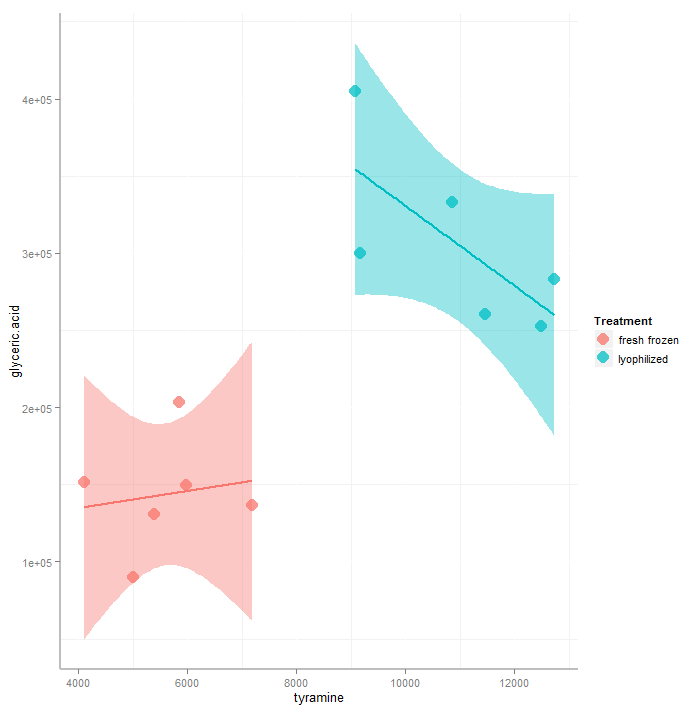 4e+05
3e+05
2e+05
1e+05
glyceric.acid
4000 6000 8000 10000 12000
tyramine
Treatment
fresh frozen
lyophilized